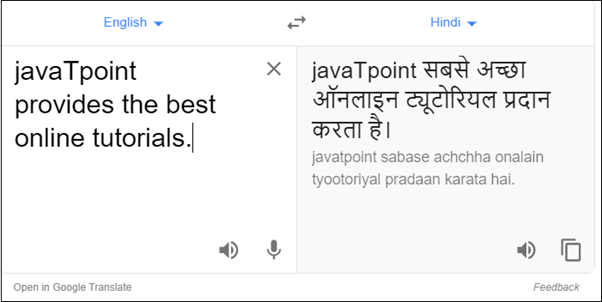 English
Hindi
javaTpoint
provides the best
online tutorials.
javaTpoint सबसे अच्छा
ऑनलाइन ट्यूटोरियल प्रदान
करता है।
javatpoint sabase achchha onalain
tyootoriyal pradaan karata hai.
Open in Google Translate
Feedback